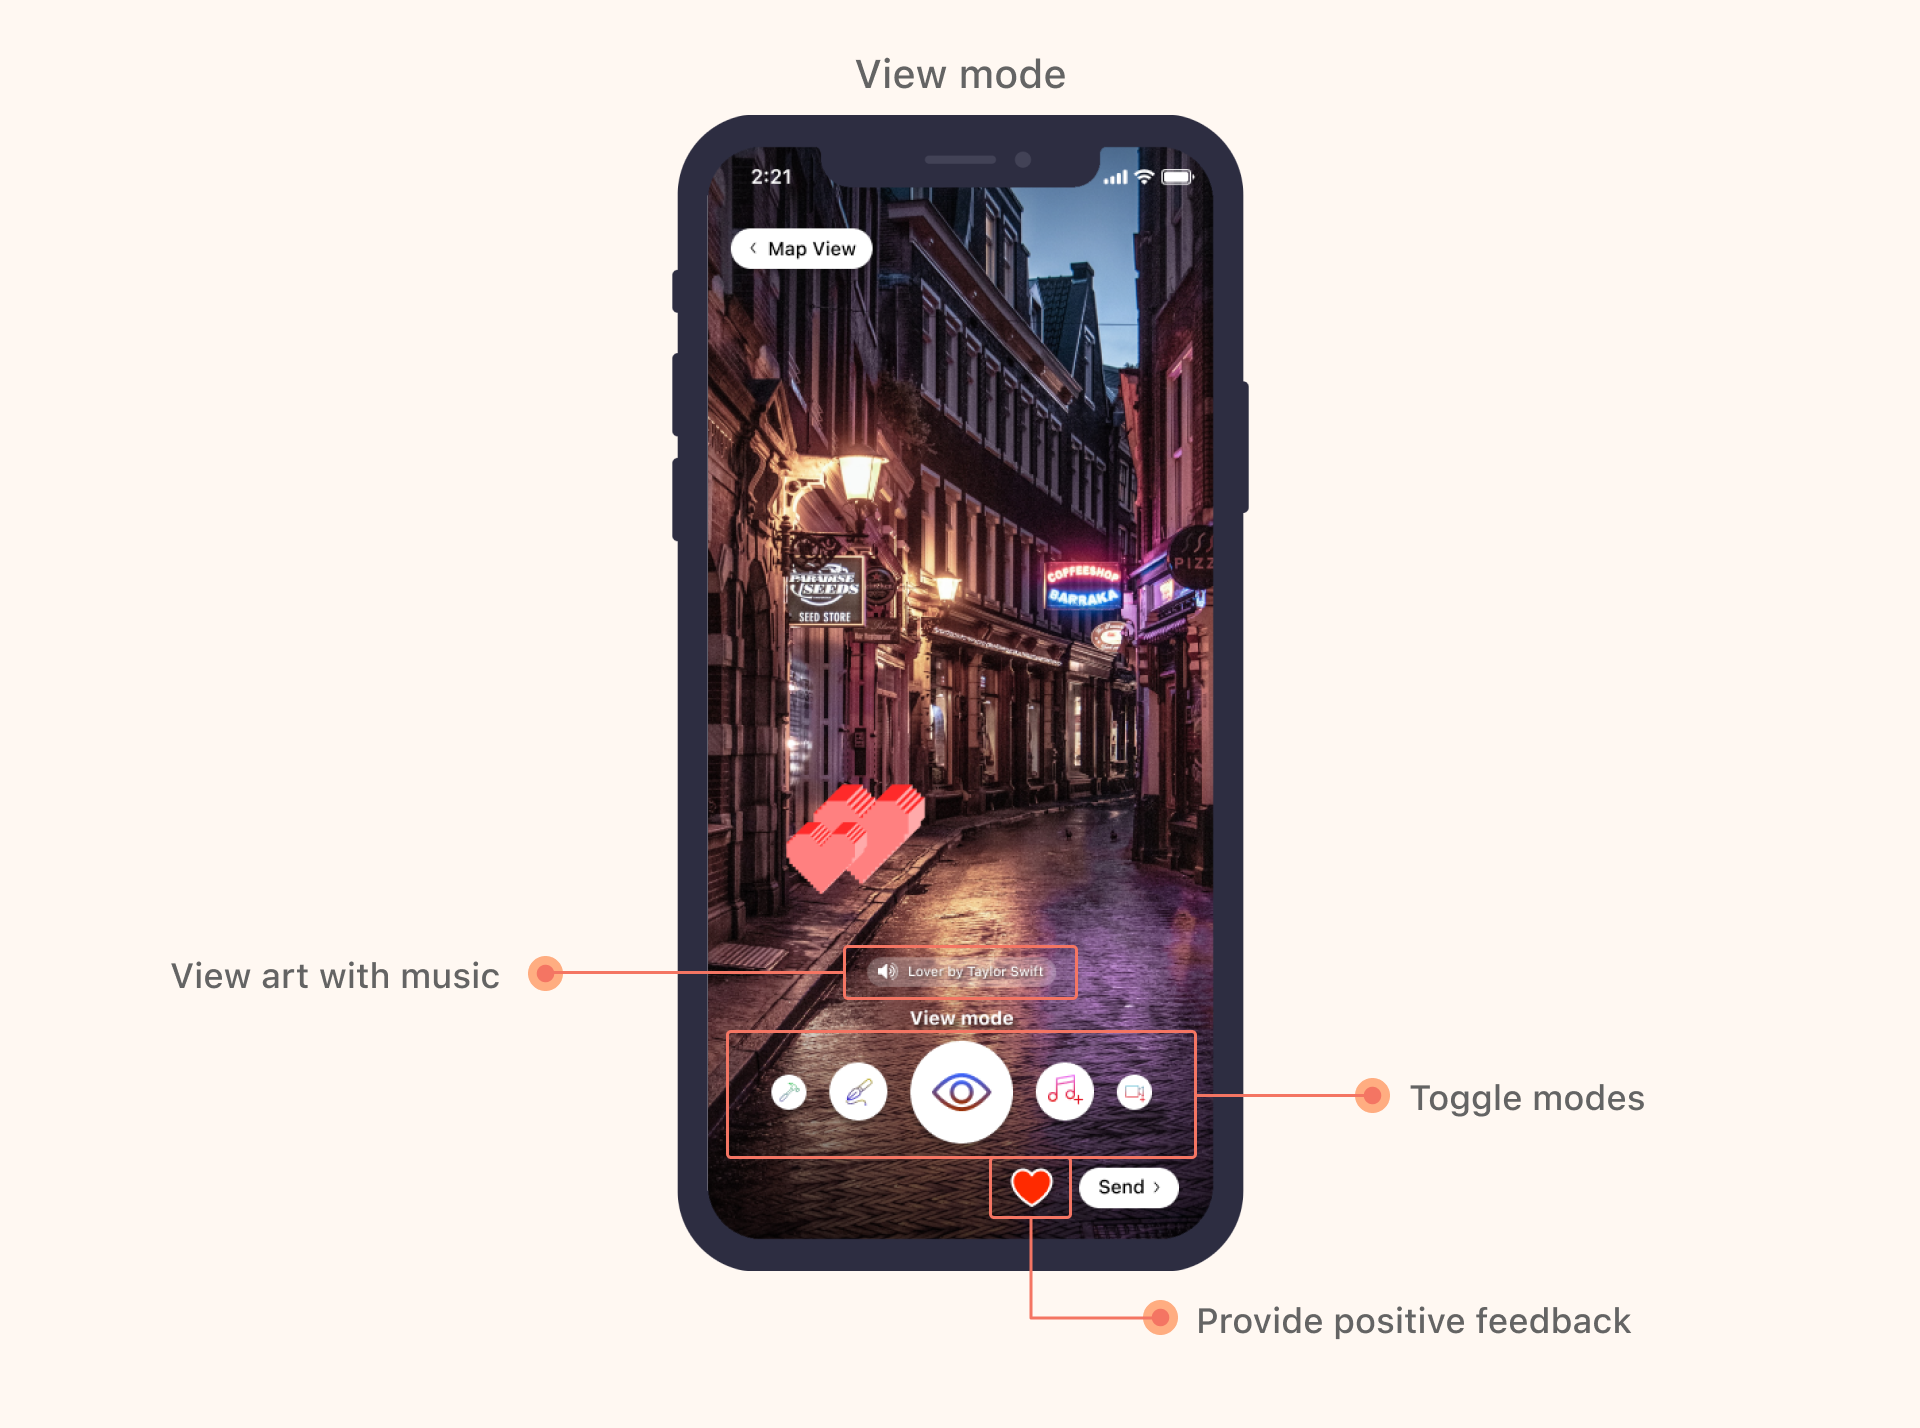 View mode
2:21
Map View
PARADISE
SEEDS
SEED STORE
COFFEESHOP
BARRAKA
PIZZ
View art with music
Lover by Taylor Swift
View mode
Toggle modes
Send
Provide positive feedback